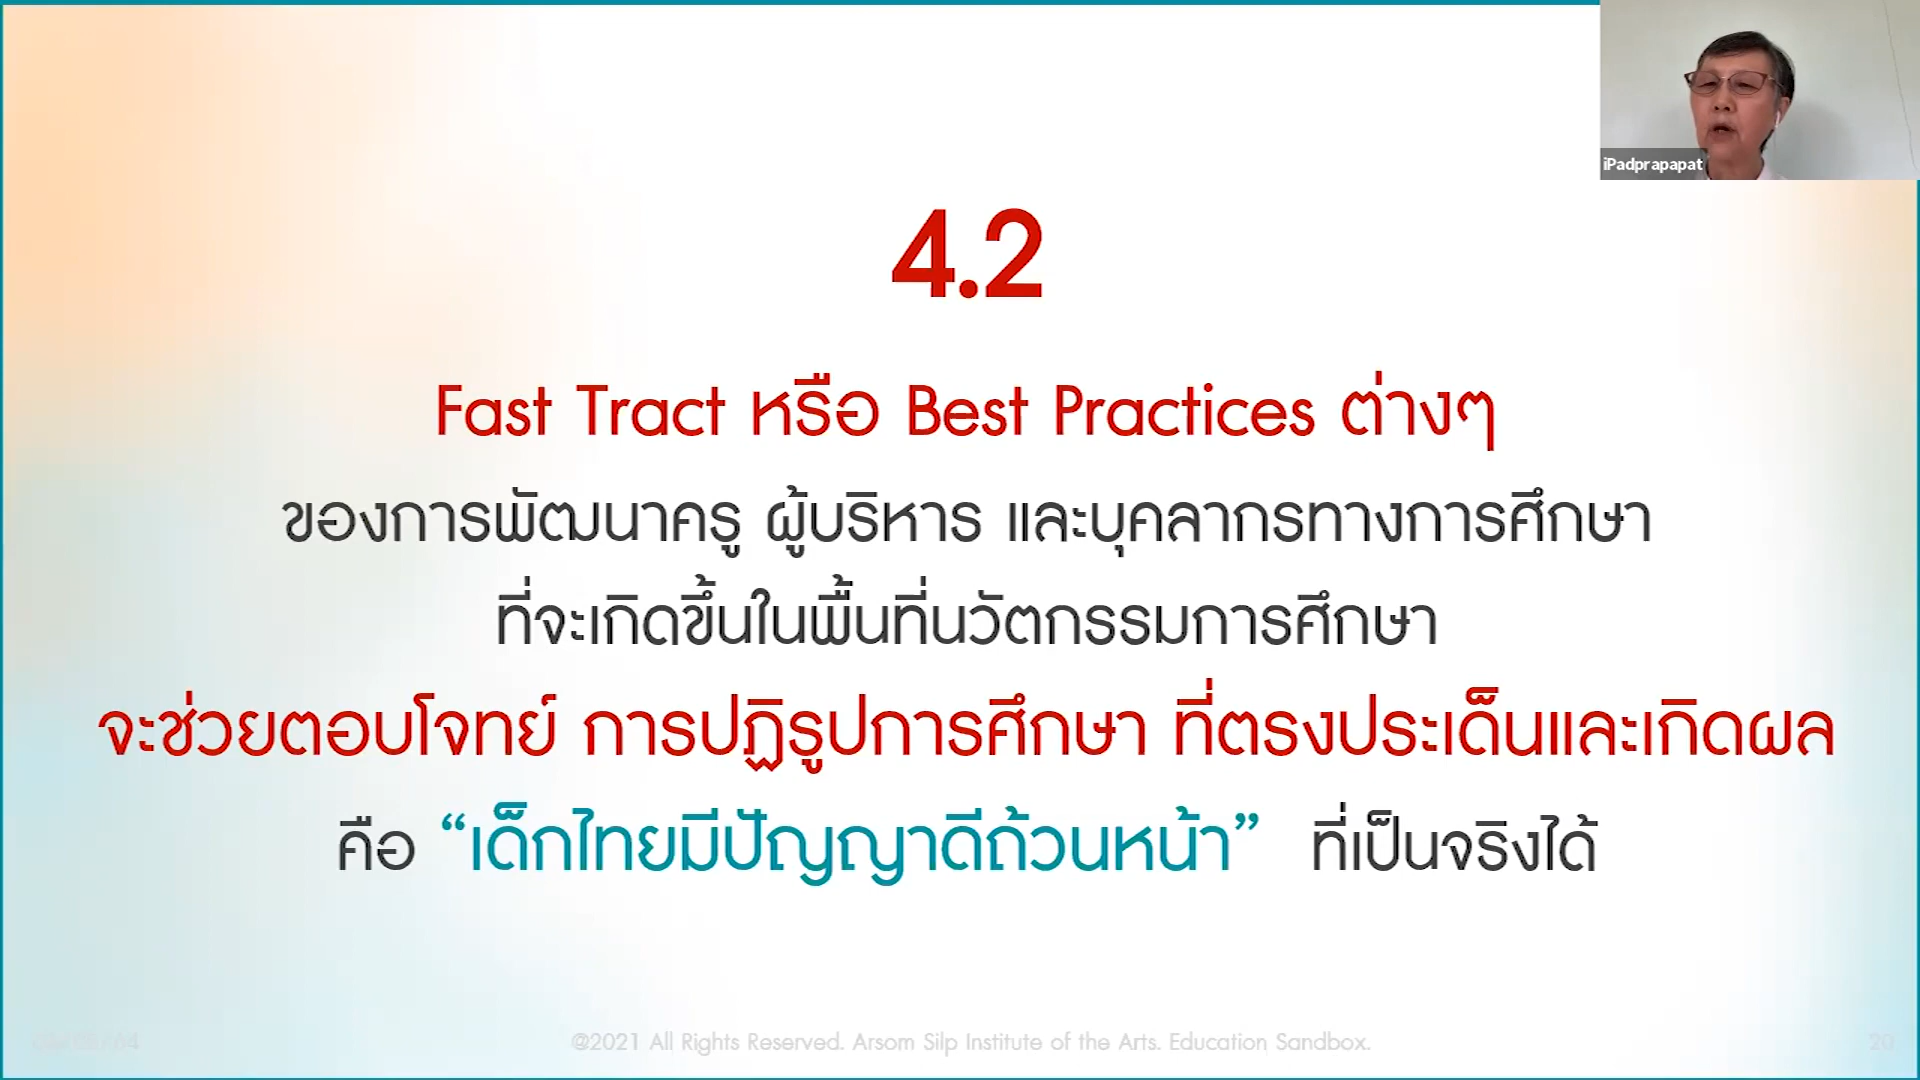 iPadprapapat
4.2
Fast Tract หรือ Best Practices ต่างๆ
ของการพัฒนาครู ผู้บริหาร และบุคลากรทางการศึกษา
ที่จะเกิดขึ้นในพื้นที่นวัตกรรมการศึกษา
จะช่วยตอบโจทย์ การปฏิรูปการศึกษา ที่ตรงประเด็นและเกิดผล
คือ “เด็กไทยมีปัญญาดีถ้วนหน้า” ที่เป็นจริงได้
@2021 All Rights Reserved. Arsom Silp Institute of the Arts. Education Sandbox.
20